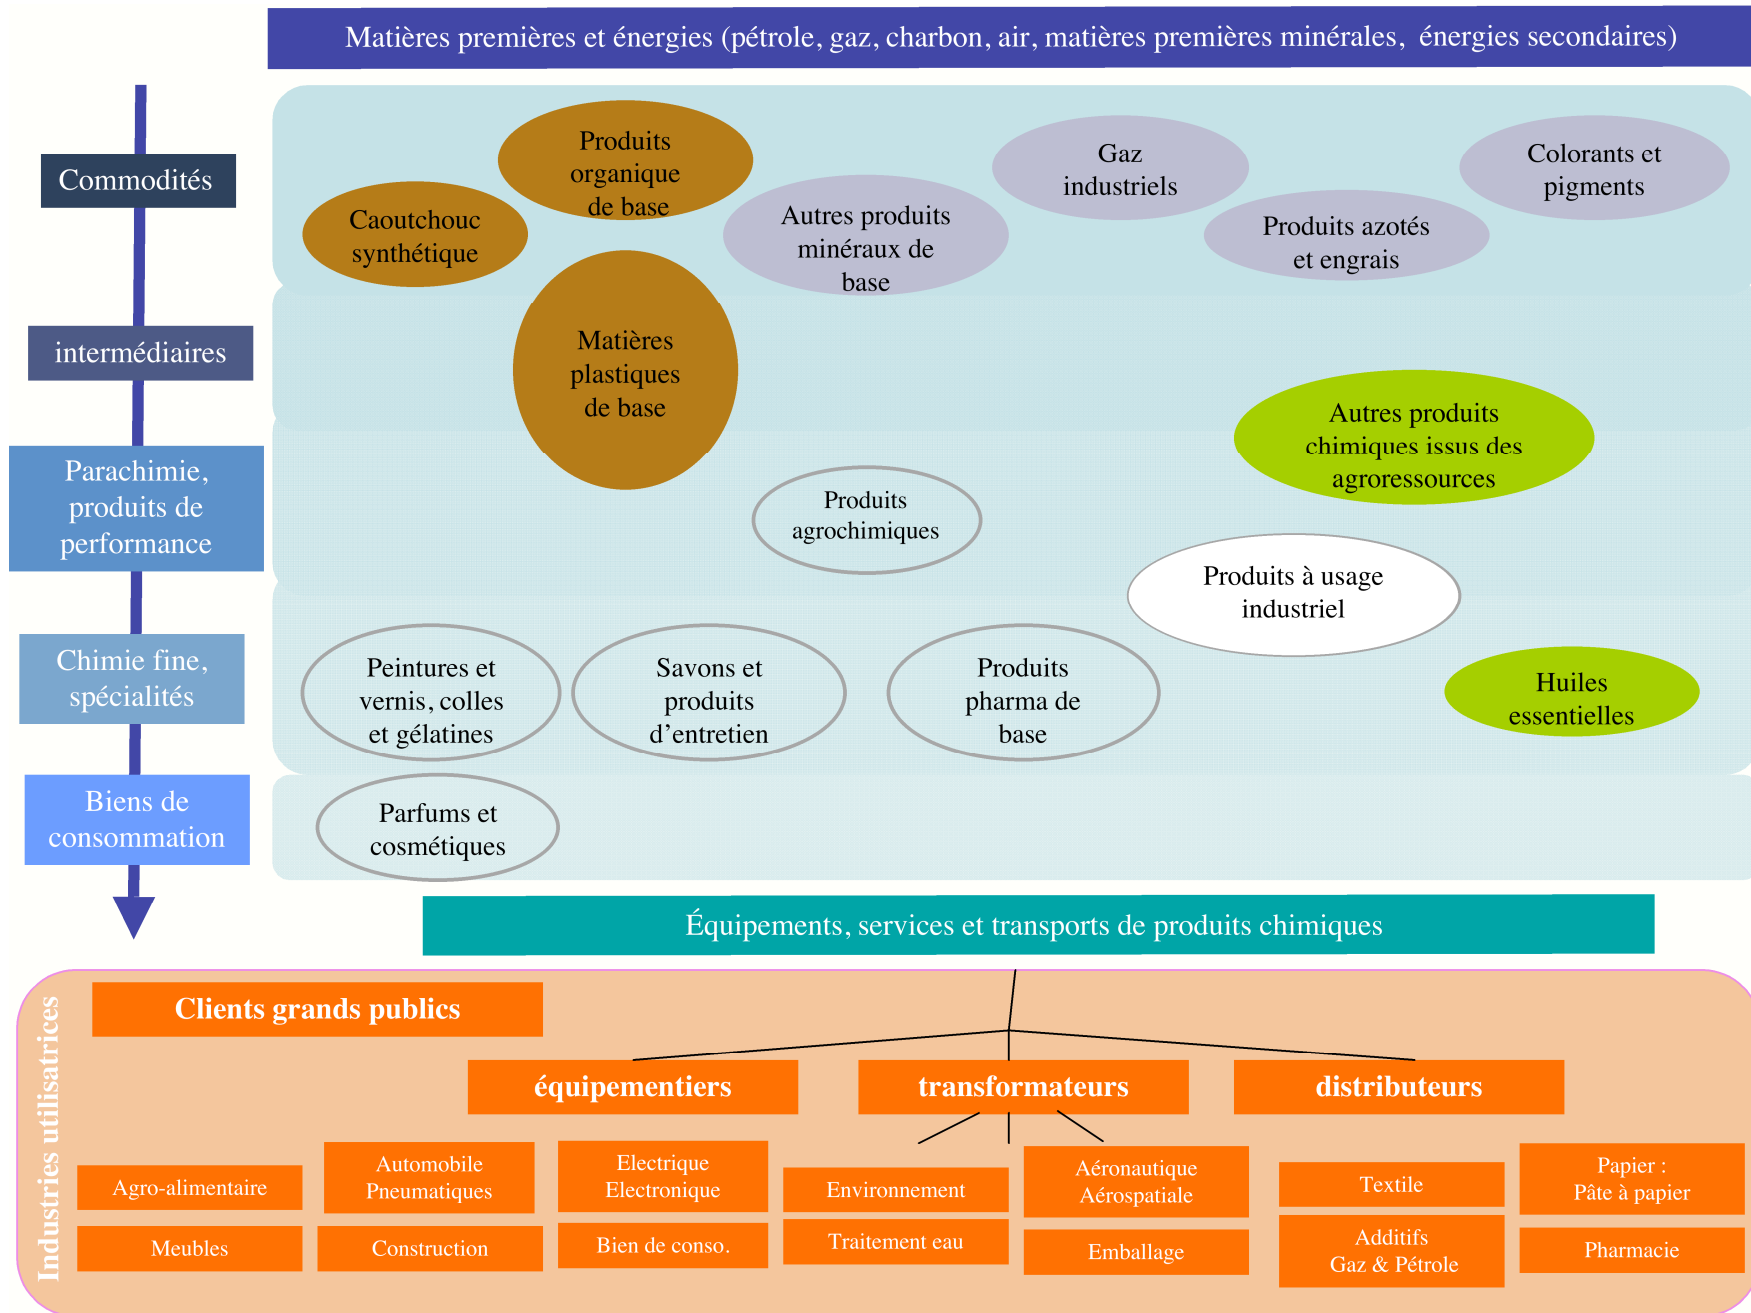 Matières premières et énergies (pétrole, gaz, charbon, air, matières premières minérales, énergies secondaires)
Commodités
Produits
organique
de base
Caoutchouc
synthétique
Autres produits
minéraux de
base
Gaz
industriels
Produits azotés
et engrais
Colorants et
pigments
intermédiaires
Matières
plastiques
de base
Autres produits
chimiques issus des
agroressources
Parachimie,
produits de
performance
Produits
agrochimiques
Produits à usage
industriel
Chimie fine,
spécialités
Peintures et
vernis, colles
et gélatines
Savons et
produits
d’entretien
Produits
pharma de
base
Huiles
essentielles
Biens de
consommation
Parfums et
cosmétiques
Équipements, services et transports de produits chimiques
Industries utilisatrices
Clients grands publics
équipementiers
transformateurs
distributeurs
Agro-alimentaire
Automobile
Pneumatiques
Electrique
Electronique
Environnement
Aéronautique
Aérospatiale
Textile
Papier :
Pâte à papier
Meubles
Construction
Bien de conso.
Traitement eau
Emballage
Additifs
Gaz & Pétrole
Pharmacie